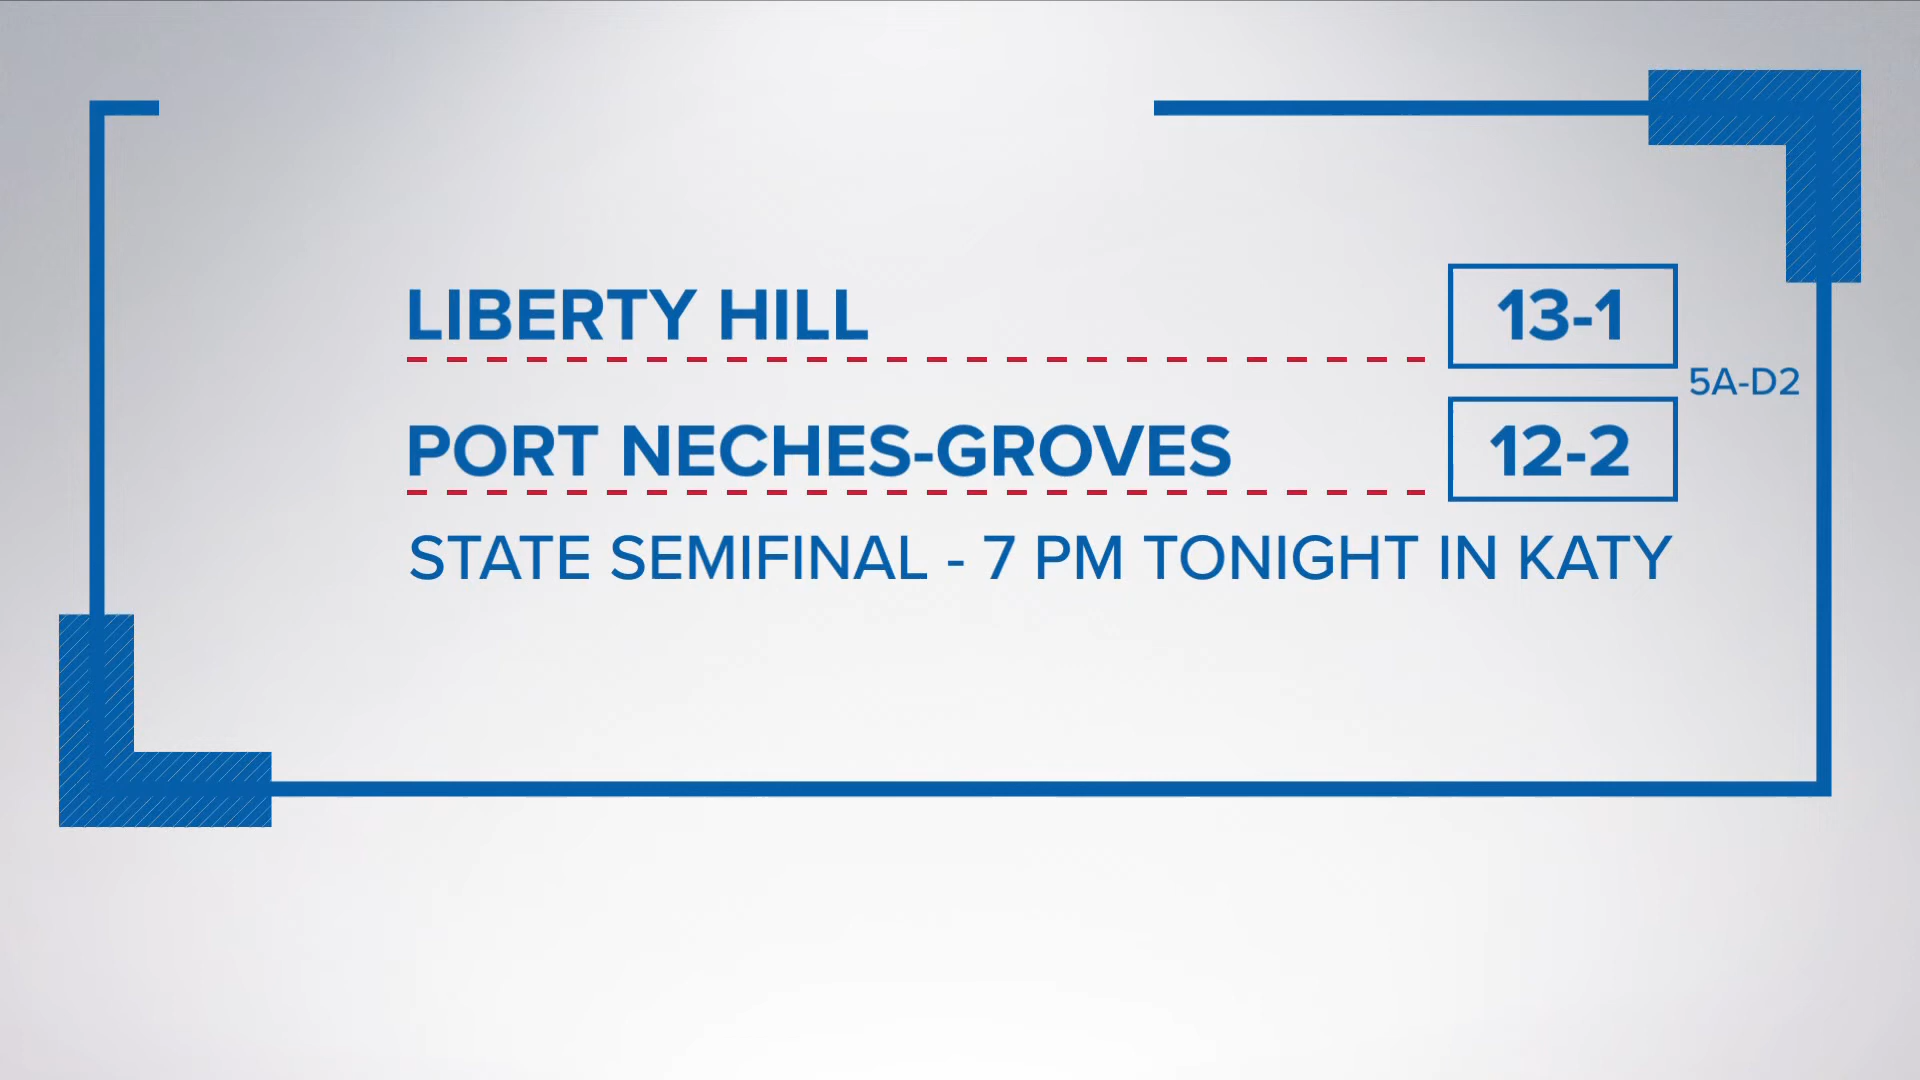 LIBERTY HILL 13-1
5A-D2
PORT NECHES-GROVES 12-2
STATE SEMIFINAL - 7 PM TONIGHT IN KATY